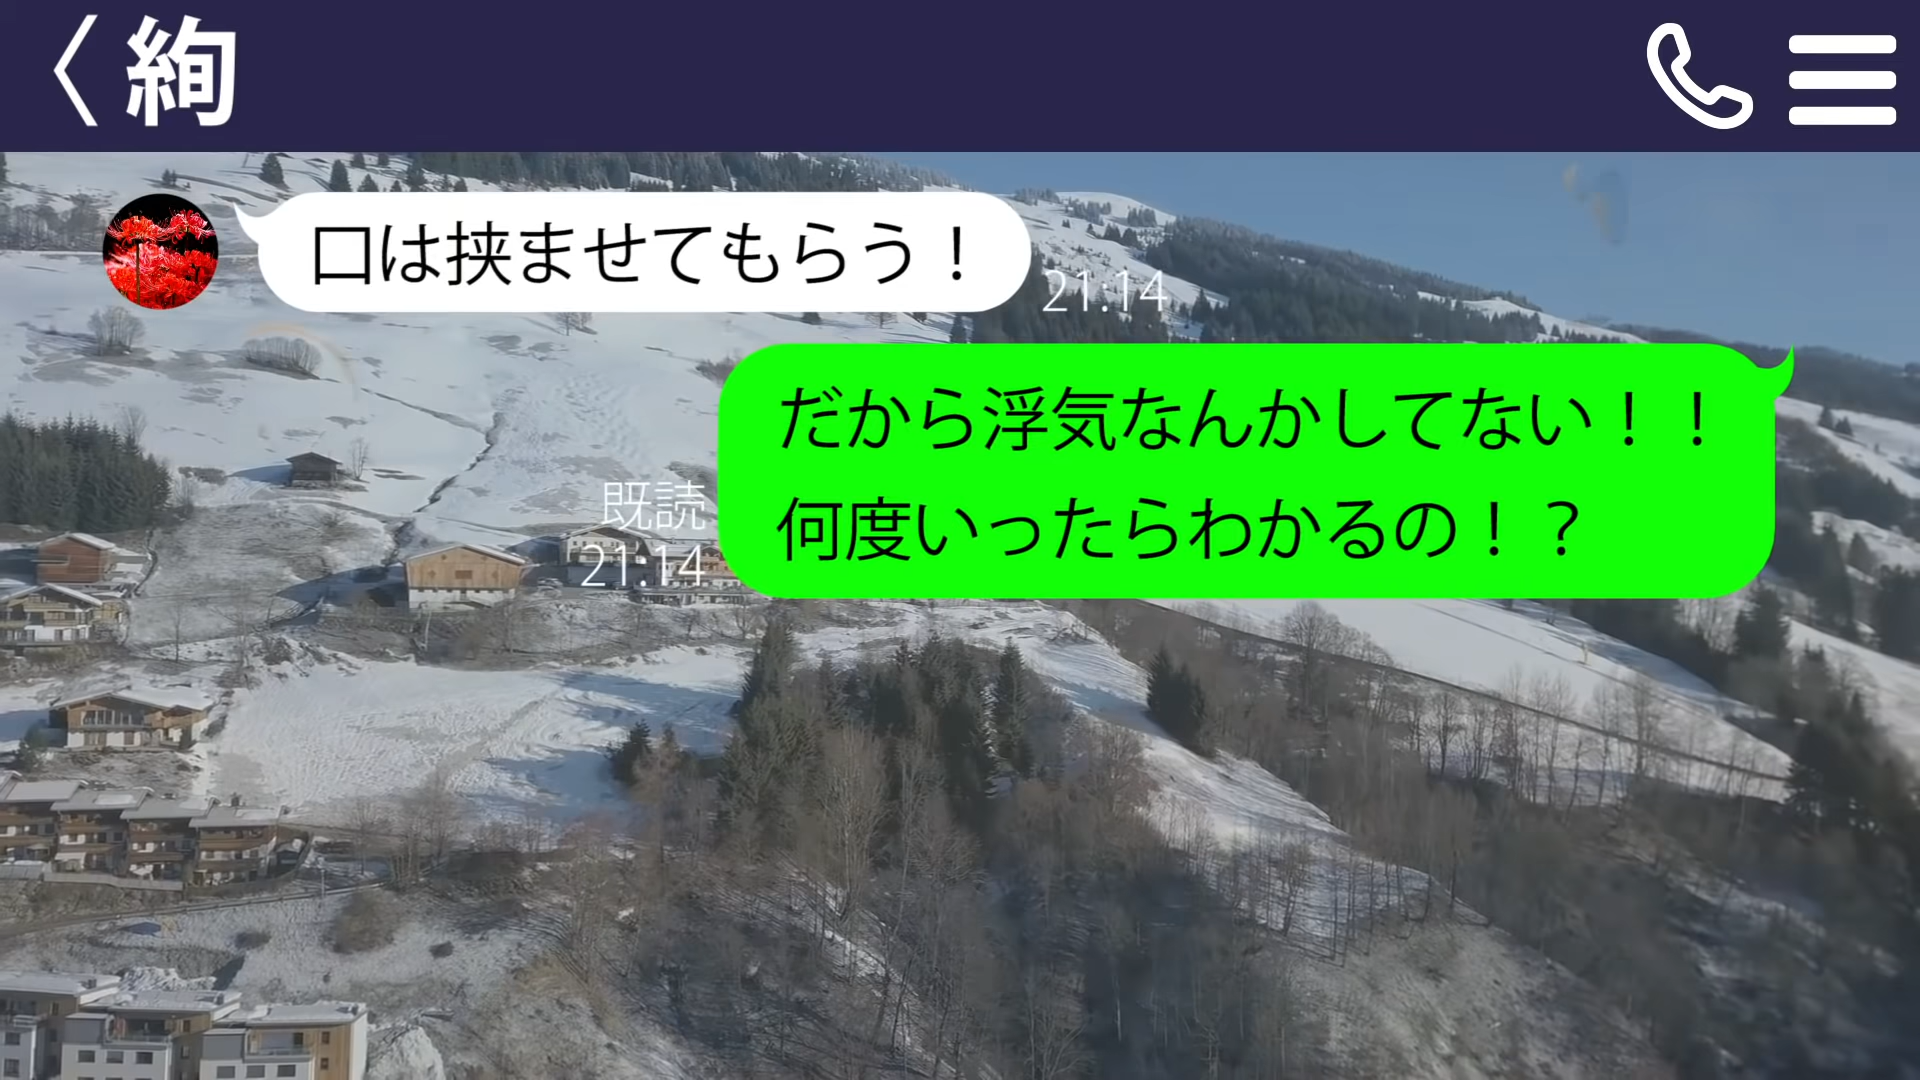 絢
口は挟ませてもらう！
21:14
だから浮気なんかしてない！！
何度いったらわかるの！？
既読
21:14